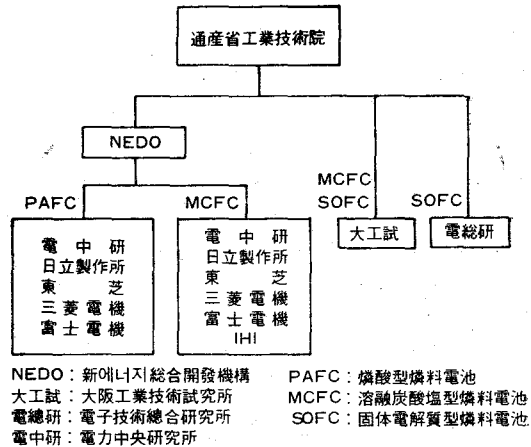 通産省工業技術院
NEDO
PAFC
MCFC
MCFC
SOFC
SOFC
電中研
日立製作所
東芝
三菱電機
富士電機
電中研
日立製作所
東芝
三菱電機
富士電機
IHI
大工試
電総研
NEDO：新에너지総合開發機構
大工試：大阪工業技術試究所
電總研：電子技術總合研究所
電中研：電力中央研究所
PAFC：燐酸型燐料電池
MCFC：溶融炭酸塩型燐料電池
SOFC：固体電解質型燐料電池